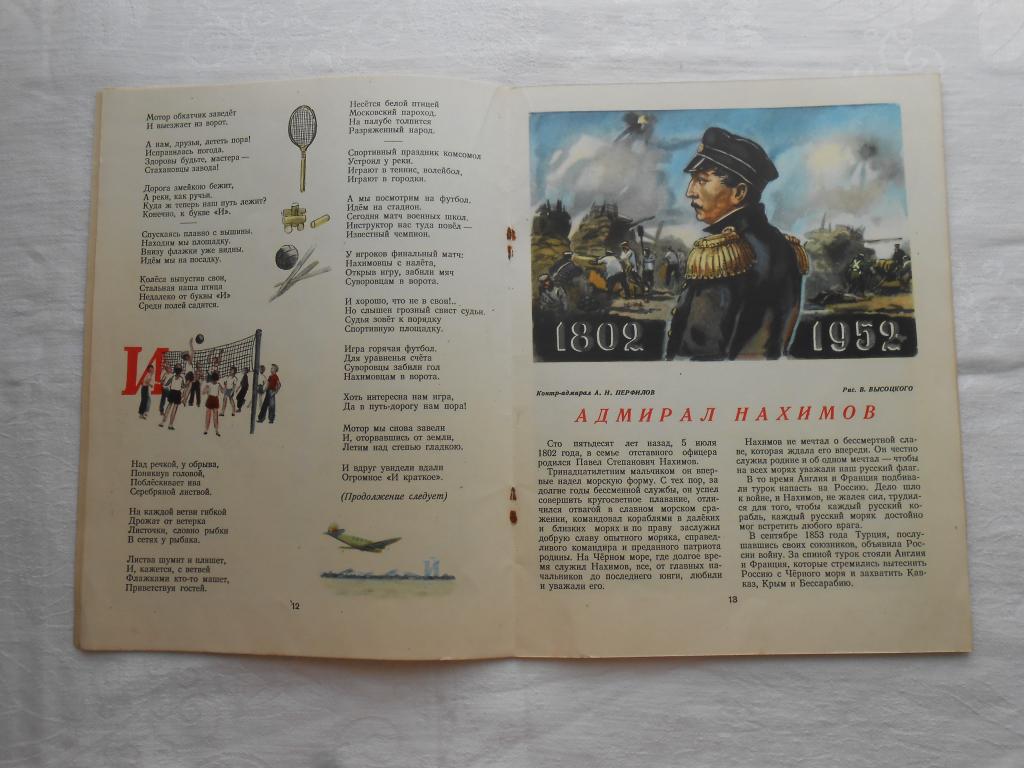 Мотор обкатчик заведёт
И выезжает из ворот.
А нам, друзья, лететь пора!
Исправилась погода.
Здоровы будьте, мастера —
Стахановцы завода!
Дорога змейкою бежит,
А реки, как ручьи.
Куда ж теперь наш путь лежит?
Конечно, к букве «И».
Спускаясь плавно с вышины,
Находим мы площадку.
Внизу флажки уже видны.
Идём мы на посадку.
Колёса выпустив свои,
Стальная наша птица
Недалеко от буквы «И»
Среди полей садится.
И
Над речкой, у обрыва,
Поникнув головой,
Поблёскивает ива
Серебряной листвой.
На каждой ветви гибкой
Дрожат от ветерка
Листочки, словно рыбки
В сетях у рыбака.
Листва шумит и пляшет,
И, кажется, с ветвей
Флажками кто-то машет,
Приветствуя гостей.
12
Несётся белой птицей
Московский пароход.
На палубе толпится
Разряженный народ.
Спортивный праздник комсомол
Устроил у реки.
Играют в теннис, волейбол,
Играют в городки.
А мы посмотрим на футбол.
Идём на стадион.
Сегодня матч военных школ.
Инструктор нас туда повёл —
Известный чемпион.
У игроков финальный матч:
Нахимовцы с налёта,
Открыв игру, забили мяч
Суворовцам в ворота.
И хорошо, что не в свои!..
Но слышен грозный свист судьи.
Судья зовёт к порядку
Спортивную площадку.
Игра горячая футбол.
Для уравненья счёта
Суворовцы забили гол
Нахимовцам в ворота.
Хоть интересна нам игра,
Да в путь-дорогу нам пора!
Мотор мы снова завели
И, оторвавшись от земли,
Летим над степью гладкою.
И вдруг увидели вдали
Огромное «И краткое».
(Продолжение следует)
Й
1802
1952
Контр-адмирал А. Н. ПЕРФИЛОВ
Рис. В. ВЫСОЦКОГО
АДМИРАЛ НАХИМОВ
Сто пятьдесят лет назад, 5 июля
1802 года, в семье отставного офицера
родился Павел Степанович Нахимов.
Тринадцатилетним мальчиком он впер-
вые надел морскую форму. С тех пор, за
долгие годы бессменной службы, он успел
совершить кругосветное плавание, отли-
чился отвагой в славном морском сра-
жении, командовал кораблями в далёких
и близких морях и по праву заслужил
добрую славу опытного моряка, справед-
ливого командира и преданного патриота
родины. На Чёрном море, где долгое вре-
мя служил Нахимов, все, от главных на-
чальников до последнего юнги, любили
и уважали его.
Нахимов не мечтал о бессмертной сла-
ве, которая ждала его впереди. Он честно
служил родине и об одном мечтал — чтобы
на всех морях уважали наш русский флаг.
В то время Англия и Франция подбива-
ли турок напасть на Россию. Дело шло
к войне, и Нахимов, не жалея сил, трудил-
ся для того, чтобы каждый русский ко-
рабль, каждый русский моряк достойно
мог встретить любого врага.
В сентябре 1853 года Турция, послу-
шавшись своих союзников, объявила Рос-
сии войну. За спиной турок стояли Англия
и Франция, которые стремились вытеснить
Россию с Чёрного моря и захватить Кав-
каз, Крым и Бессарабию.
13